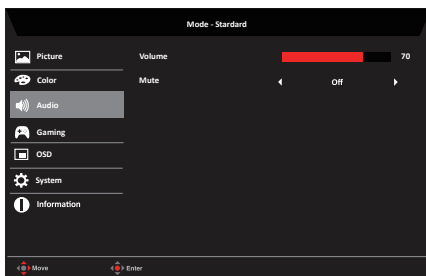 Mode - Standard
Picture
Volume
70
Color
Mute
Off
Audio
Gaming
OSD
System
Information
Move
Enter